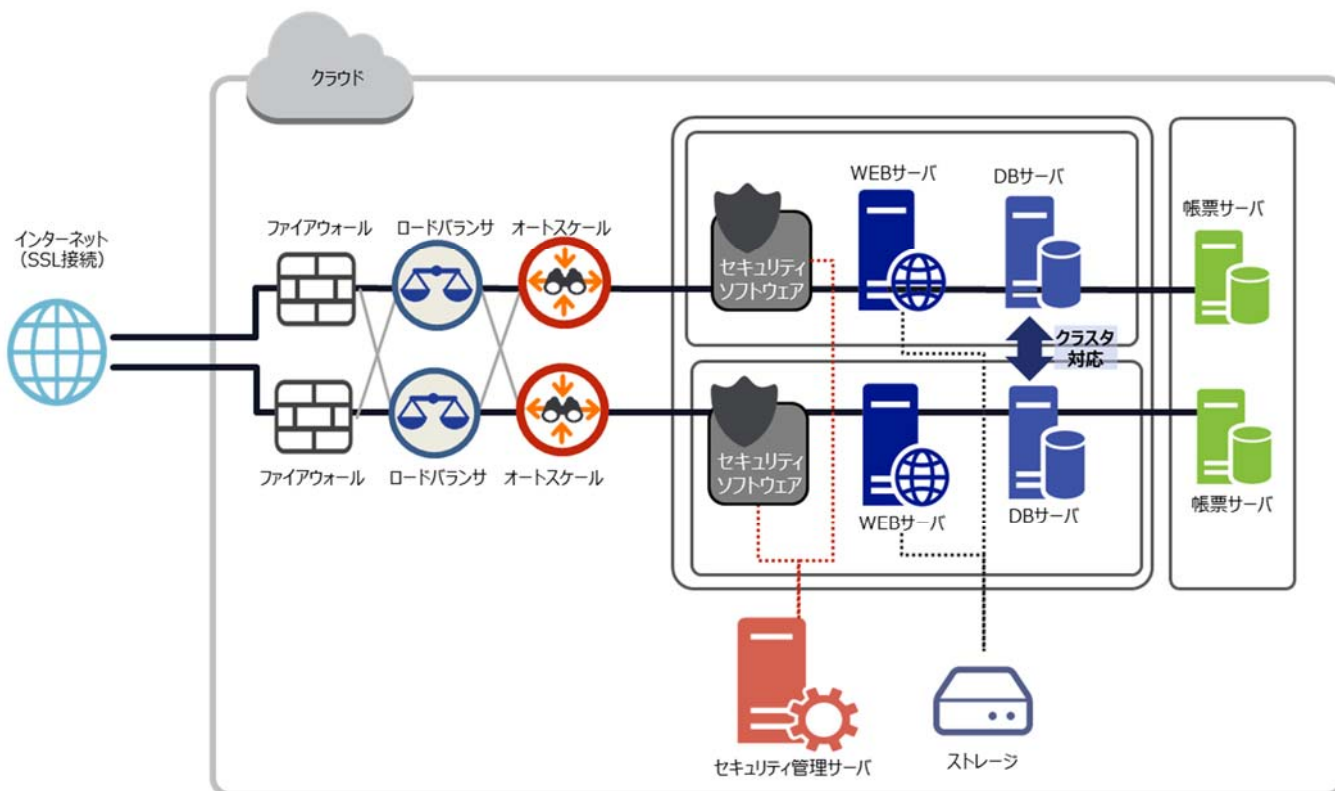 クラウド
インターネット
(SSL接続)
ファイアウォール
ロードバランサ
オートスケール
セキュリティ
ソフトウェア
WEBサーバ
DBサーバ
帳票サーバ
クラスタ
対応
ファイアウォール
ロードバランサ
オートスケール
セキュリティ
ソフトウェア
WEBサーバ
DBサーバ
帳票サーバ
セキュリティ管理サーバ
ストレージ